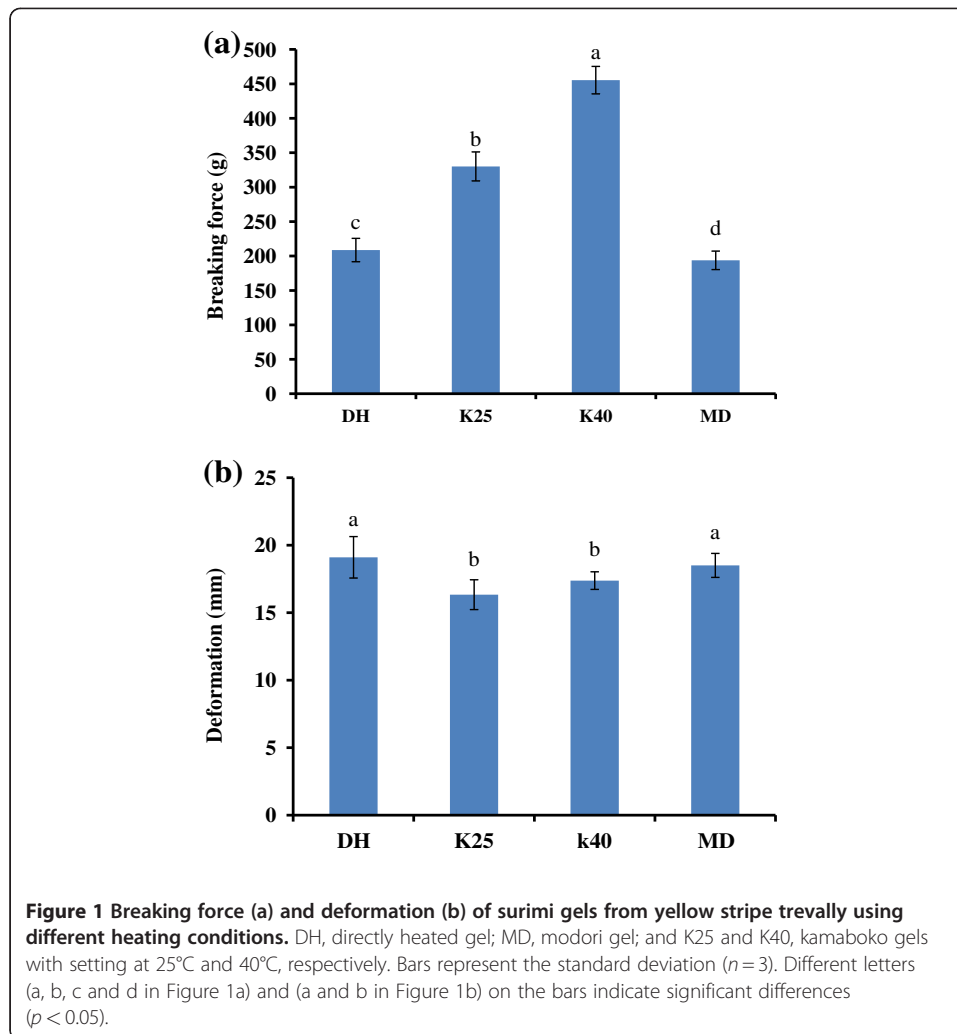 (a)
500
450
400
350
300
250
200
150
100
50
0
Breaking force (g)
c
b
a
d
DH K25 K40 MD
(b)
25
20
15
10
5
0
Deformation (mm)
a
b
b
a
DH K25 k40 MD
Figure 1 Breaking force (a) and deformation (b) of surimi gels from yellow stripe trevally using
different heating conditions. DH, directly heated gel; MD, modori gel; and K25 and K40, kamaboko gels
with setting at 25°C and 40°C, respectively. Bars represent the standard deviation (n = 3). Different letters
(a, b, c and d in Figure 1a) and (a and b in Figure 1b) on the bars indicate significant differences
(p < 0.05).